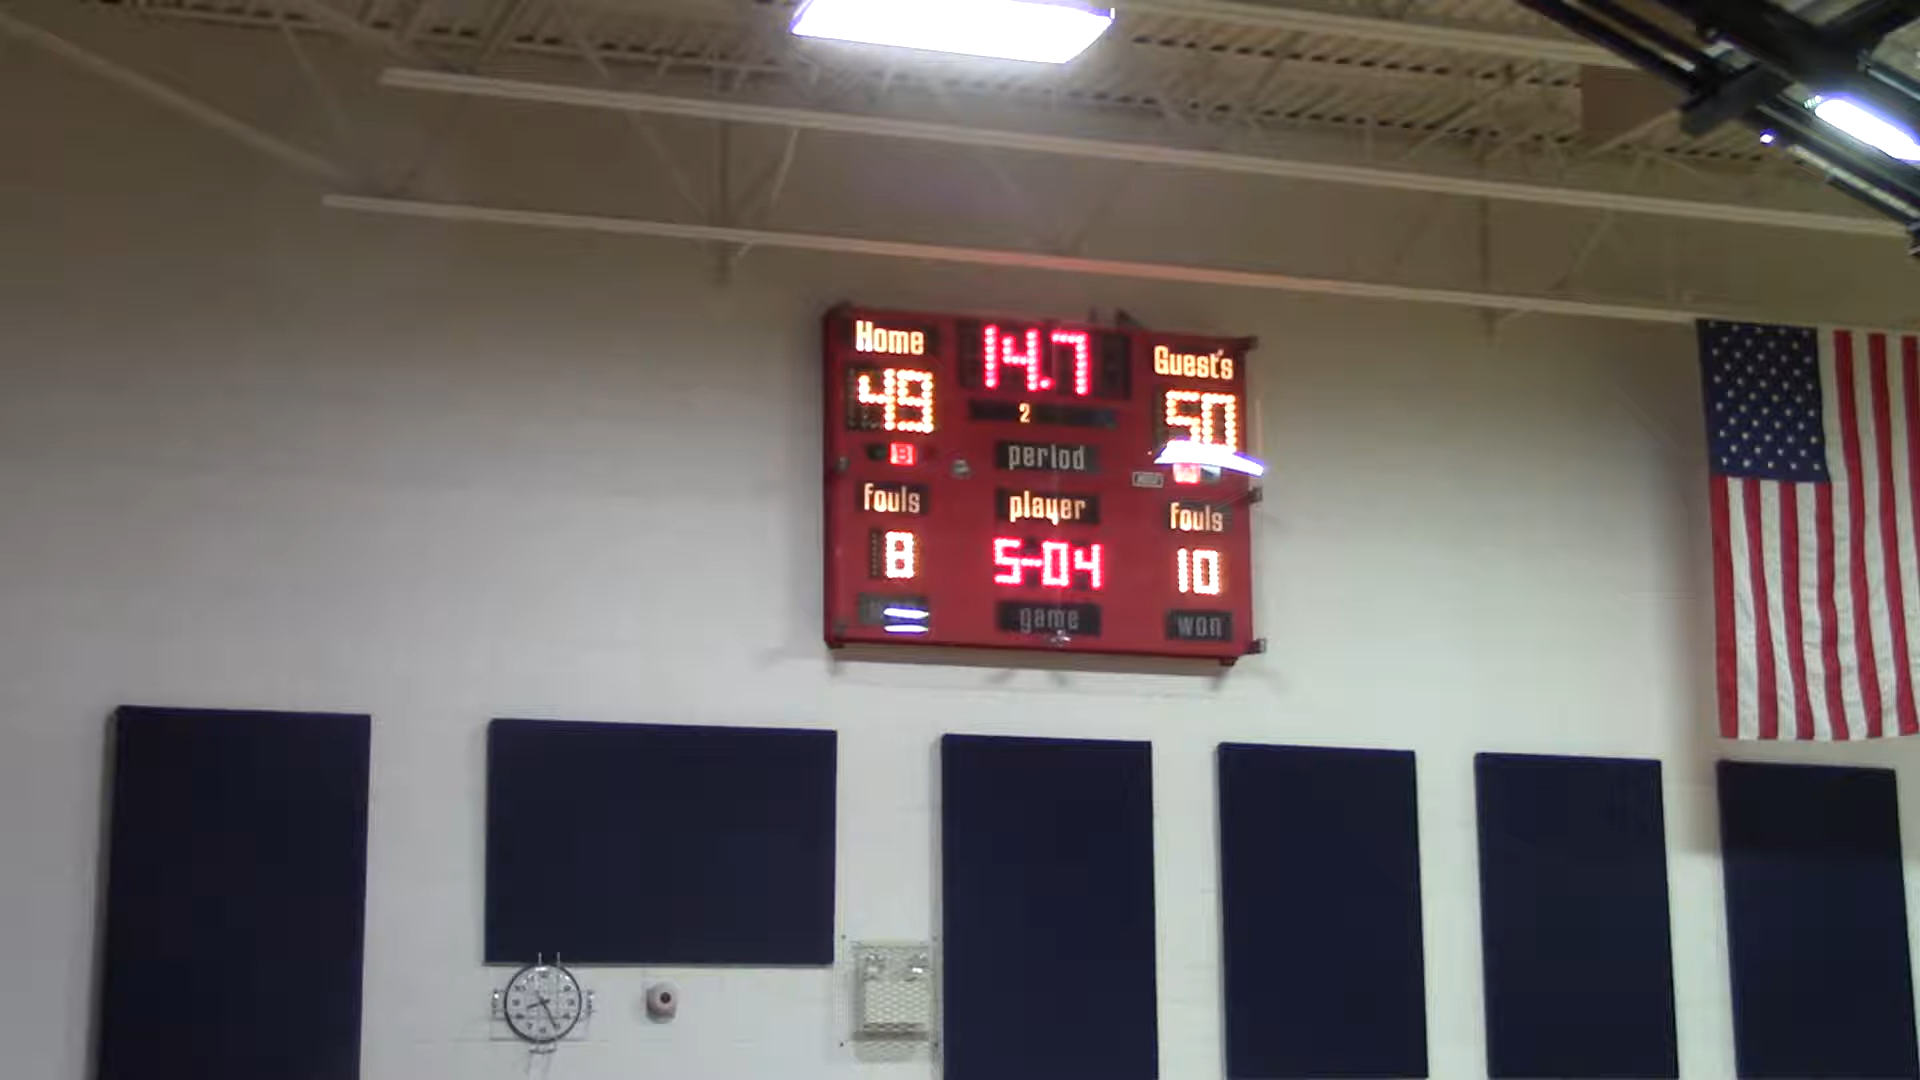 Home 14.7 Guest's
49 50
2
B
period
fouls player fouls
8 5-04 10
game won